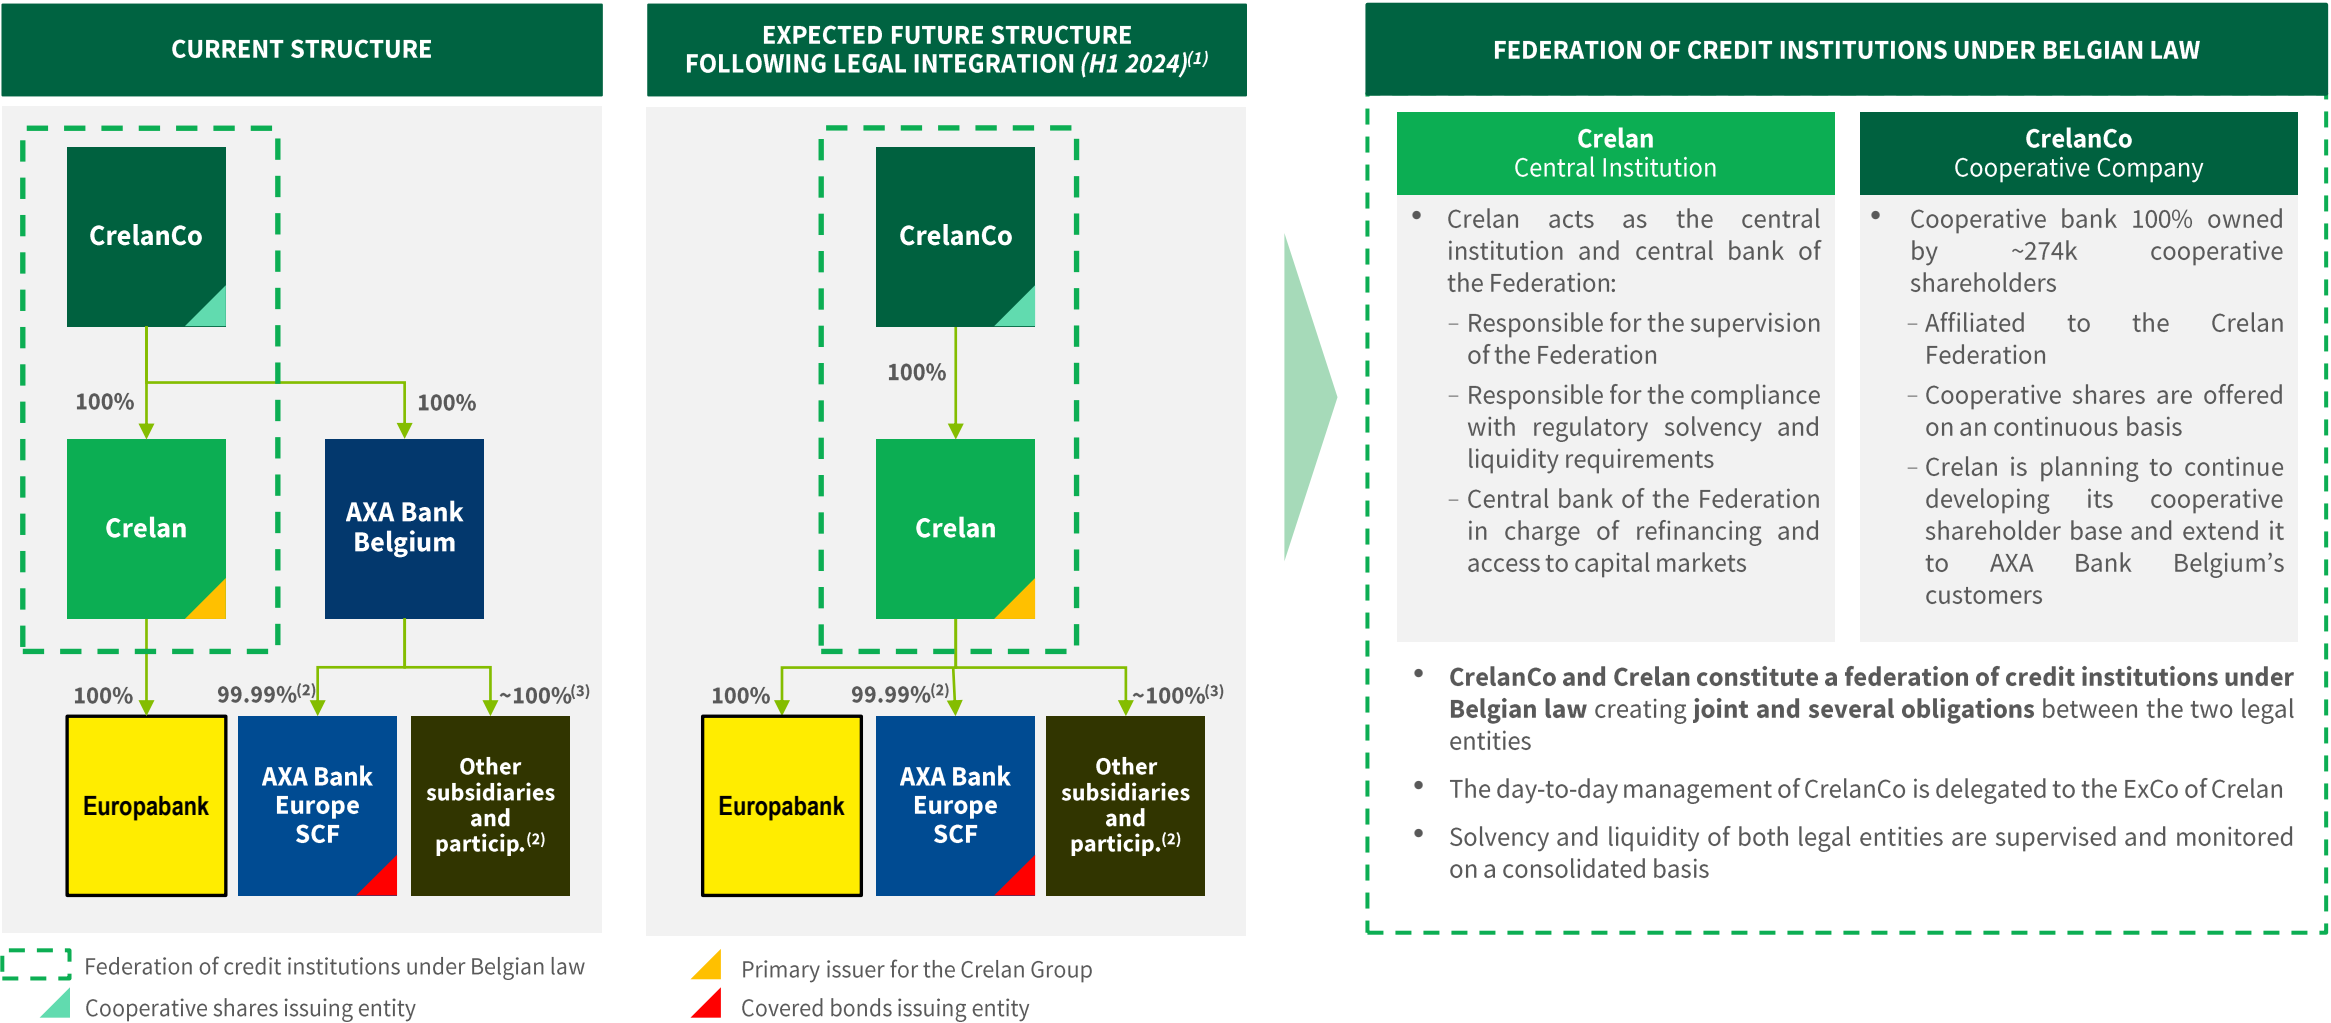 CURRENT STRUCTURE
CrelanCo
100%
100%
Crelan
AXA Bank
Belgium
100%
99.99%(2)
~100%(3)
Europabank
AXA Bank
Europe
SCF
Other
subsidiaries
and
particip.(2)
EXPECTED FUTURE STRUCTURE
FOLLOWING LEGAL INTEGRATION (H1 2024)(1)
CrelanCo
100%
Crelan
100%
99.99%(2)
~100%(3)
Europabank
AXA Bank
Europe
SCF
Other
subsidiaries
and
particip.(2)
Federation of credit institutions under Belgian law
Cooperative shares issuing entity
Primary issuer for the Crelan Group
Covered bonds issuing entity
FEDERATION OF CREDIT INSTITUTIONS UNDER BELGIAN LAW
Crelan
Central Institution
• Crelan acts as the central
institution and central bank of
the Federation:
– Responsible for the supervision
of the Federation
– Responsible for the compliance
with regulatory solvency and
liquidity requirements
– Central bank of the Federation
in charge of refinancing and
access to capital markets
CrelanCo
Cooperative Company
• Cooperative bank 100% owned
by ~274k cooperative
shareholders
– Affiliated to the Crelan
Federation
– Cooperative shares are offered
on an continuous basis
– Crelan is planning to continue
developing its cooperative
shareholder base and extend it
to AXA Bank Belgium's
customers
• CrelanCo and Crelan constitute a federation of credit institutions under
Belgian law creating joint and several obligations between the two legal
entities
• The day-to-day management of CrelanCo is delegated to the ExCo of Crelan
• Solvency and liquidity of both legal entities are supervised and monitored
on a consolidated basis